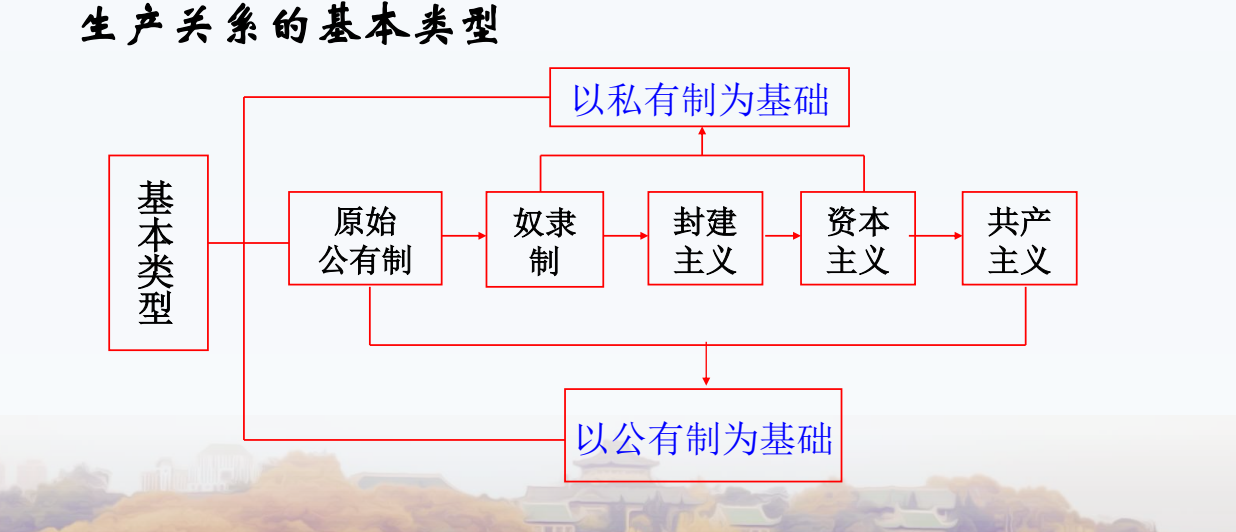 生产关系的基本类型
以私有制为基础
基本类型
原始
公有制
奴隶
制
封建
主义
资本
主义
共产
主义
以公有制为基础